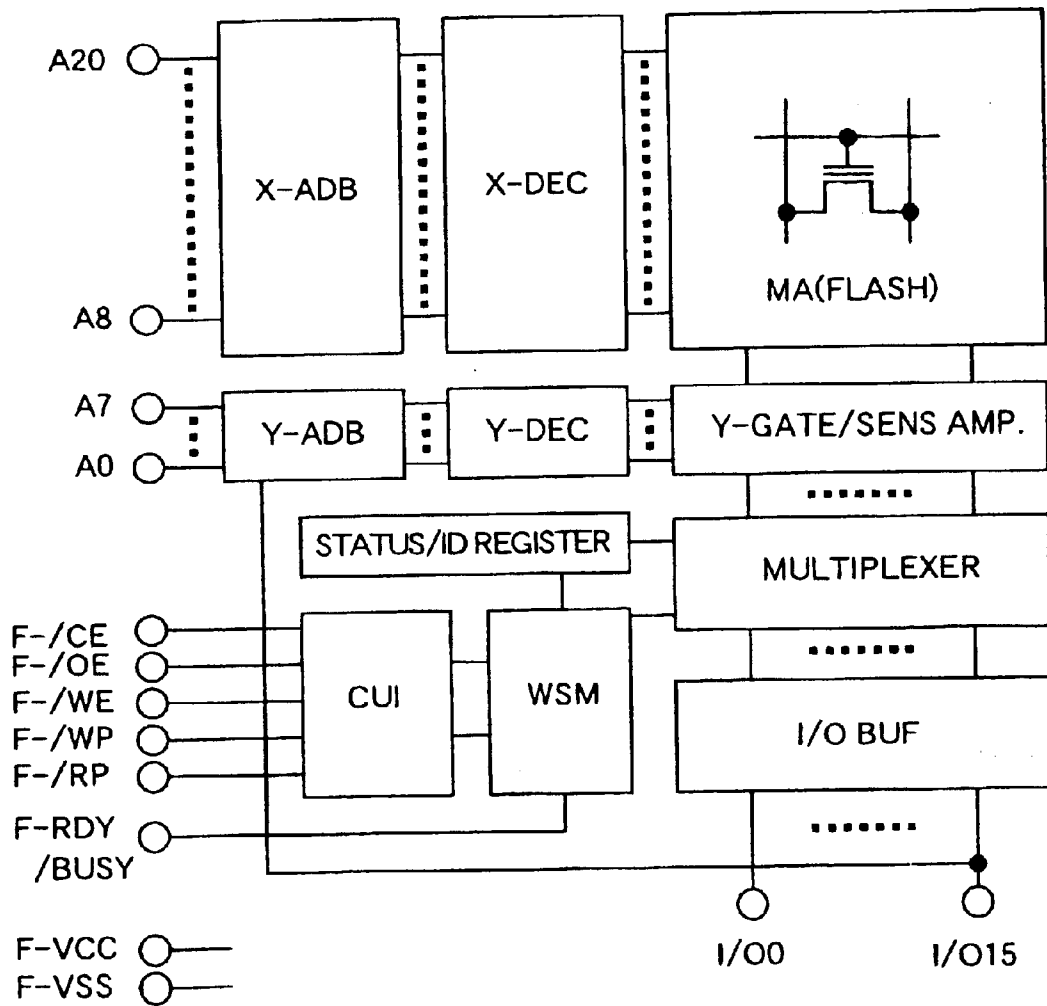 A20
X-ADB
X-DEC
MA(FLASH)
A8
A7
Y-ADB
Y-DEC
Y-GATE/SENS AMP.
A0
STATUS/ID REGISTER
MULTIPLEXER
F-/CE
F-/OE
F-/WE
F-/WP
F-/RP
CUI
WSM
I/O BUF
F-RDY
/BUSY
I/O0
I/O15
F-VCC
F-VSS